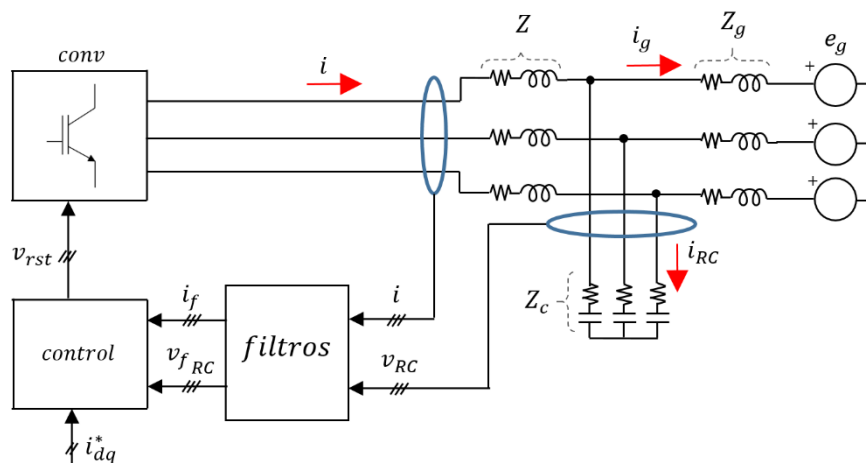 conv
i
Z
i_g
Z_g
e_g
+
+
+
v_rst
i_f
i
i_RC
Z_c
control
filtros
v_f_RC
v_RC
i*_dq